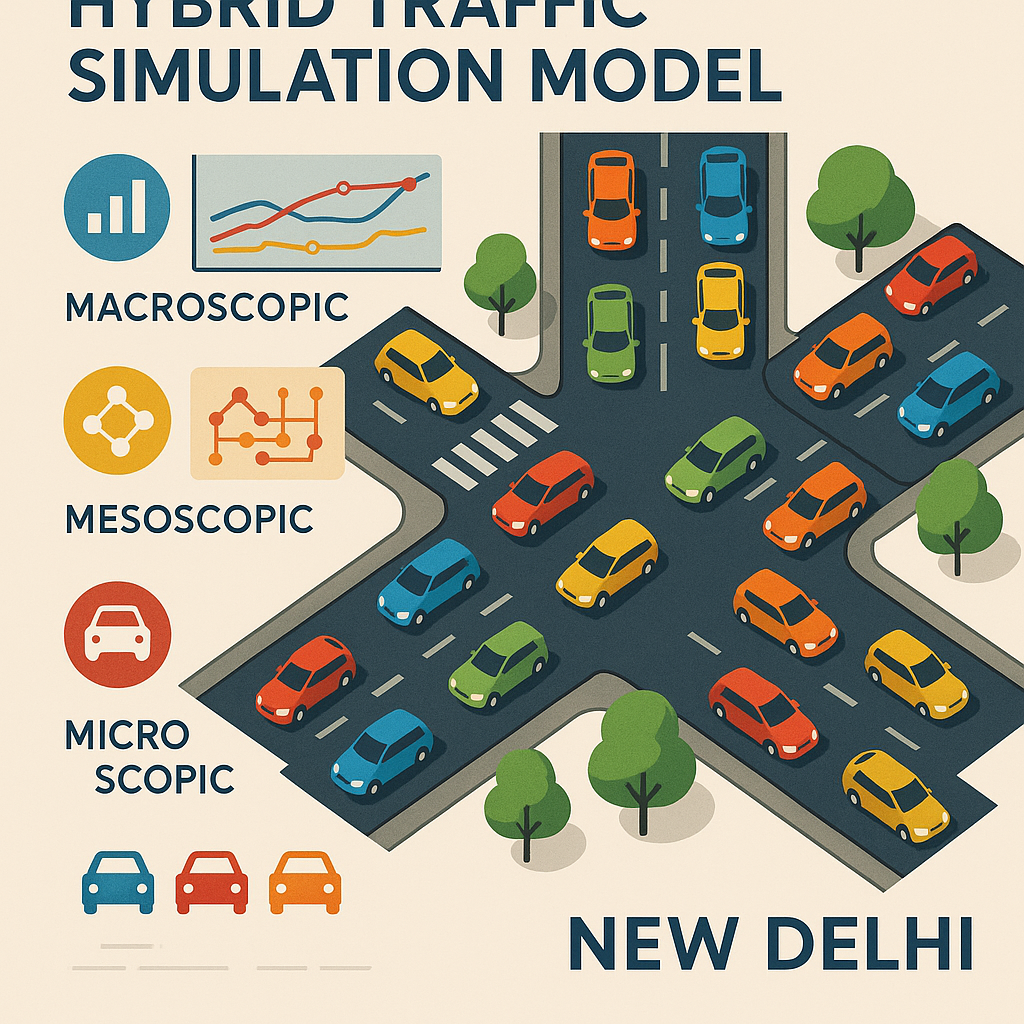 HYBRID TRAFFIC
SIMULATION MODEL
MACROSCOPIC
MESOSCOPIC
MICRO
SCOPIC
NEW DELHI